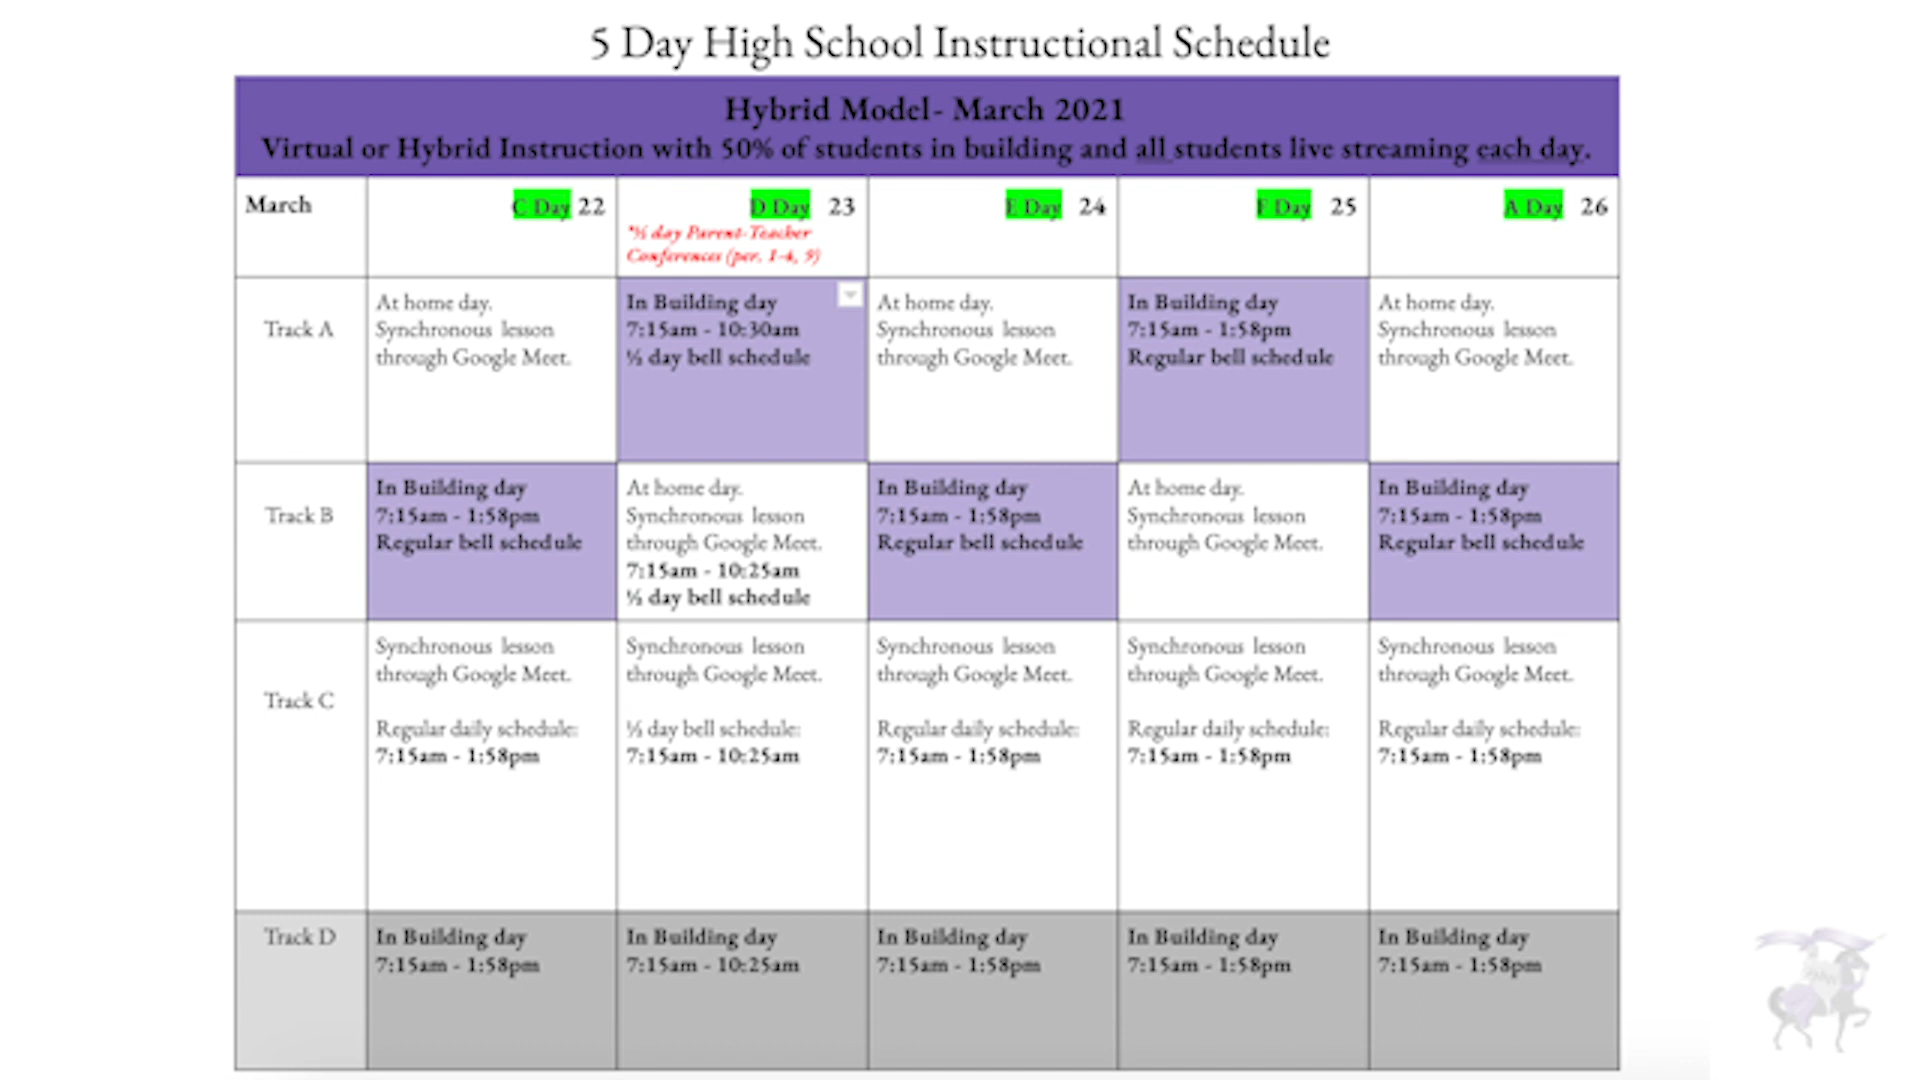 5 Day High School Instructional Schedule
Hybrid Model- March 2021
Virtual or Hybrid Instruction with 50% of students in building and all students live streaming each day.
March
C Day 22
D Day 23
*½ day Parent-Teacher
Conferences (per. 1-4, 9)
E Day 24
F Day 25
A Day 26
Track A
At home day.
Synchronous lesson
through Google Meet.
In Building day
7:15am - 10:30am
½ day bell schedule
At home day.
Synchronous lesson
through Google Meet.
In Building day
7:15am - 1:58pm
Regular bell schedule
At home day.
Synchronous lesson
through Google Meet.
Track B
In Building day
7:15am - 1:58pm
Regular bell schedule
At home day.
Synchronous lesson
through Google Meet.
7:15am - 10:25am
½ day bell schedule
In Building day
7:15am - 1:58pm
Regular bell schedule
At home day.
Synchronous lesson
through Google Meet.
In Building day
7:15am - 1:58pm
Regular bell schedule
Track C
Synchronous lesson
through Google Meet.
Regular daily schedule:
7:15am - 1:58pm
Synchronous lesson
through Google Meet.
½ day bell schedule:
7:15am - 10:25am
Synchronous lesson
through Google Meet.
Regular daily schedule:
7:15am - 1:58pm
Synchronous lesson
through Google Meet.
Regular daily schedule:
7:15am - 1:58pm
Synchronous lesson
through Google Meet.
Regular daily schedule:
7:15am - 1:58pm
Track D
In Building day
7:15am - 1:58pm
In Building day
7:15am - 10:25am
In Building day
7:15am - 1:58pm
In Building day
7:15am - 1:58pm
In Building day
7:15am - 1:58pm